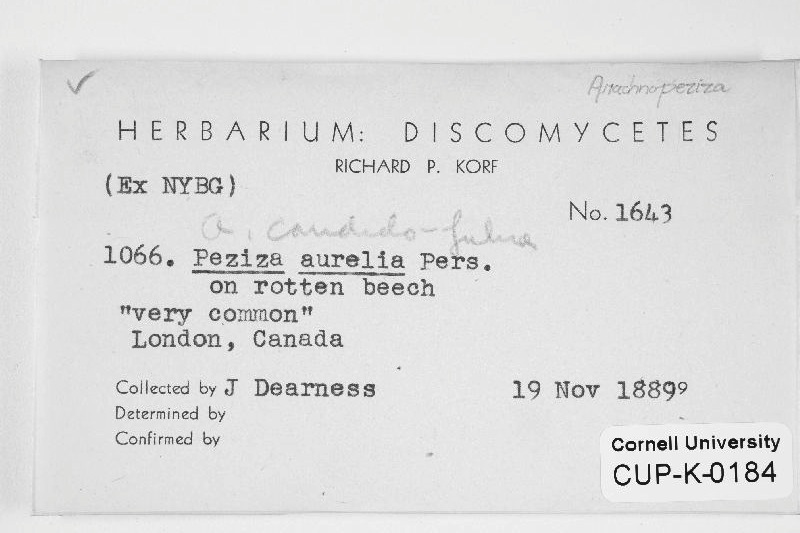 ✓ Arachnopeziza
HERBARIUM: DISCOMYCETES
RICHARD P. KORF
(Ex NYBG)
No. 1643
A. candido-fulva
1066. Peziza aurelia Pers.
on rotten beech
"very common"
London, Canada
Collected by J Dearness 19 Nov 1889⁹
Determined by
Confirmed by
Cornell University
CUP-K-0184